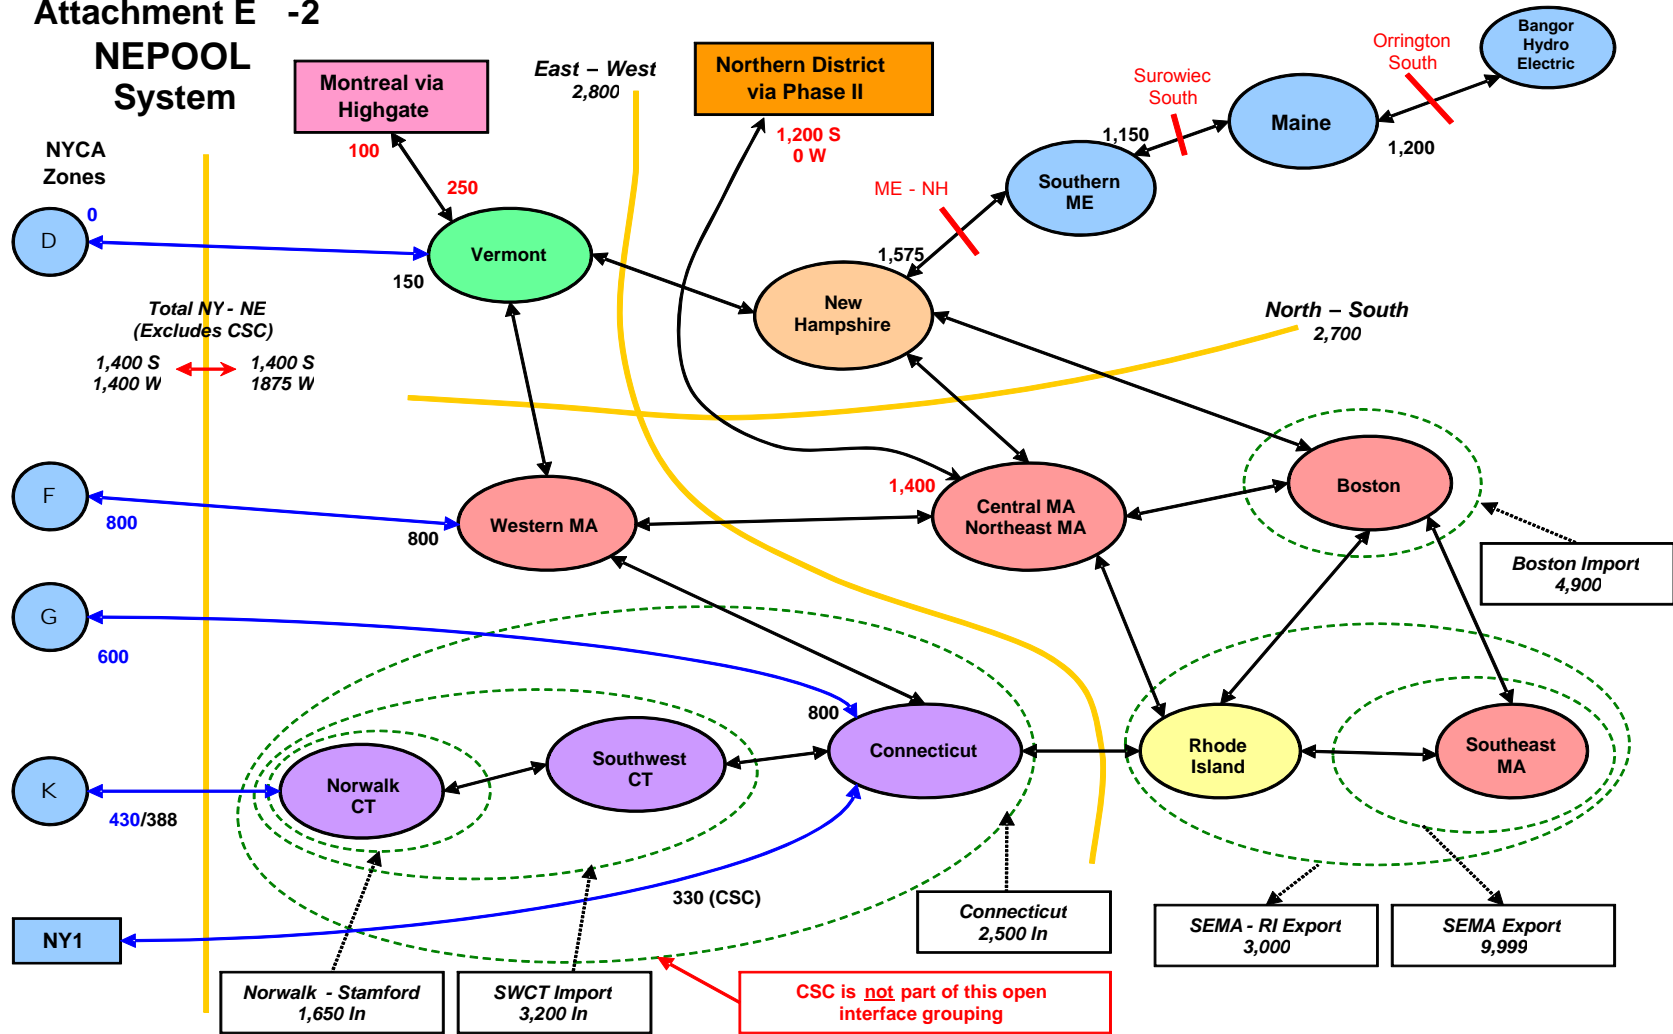 Attachment E -2
NEPOOL
System
Montreal via
Highgate
East – West
2,800
Northern District
via Phase II
Bangor
Hydro
Electric
Orrington
South
Surowiec
South
Maine
1,200
1,150
NYCA
Zones
100
1,200 S
0 W
250
ME - NH
Southern
ME
D
0
Vermont
150
1,575
New
Hampshire
Total NY - NE
(Excludes CSC)
1,400 S
1,400 W
1,400 S
1875 W
North – South
2,700
F
800
800
Western MA
1,400
Central MA
Northeast MA
Boston
Boston Import
4,900
G
600
800
Connecticut
Rhode
Island
Southeast
MA
Southwest
CT
Norwalk
CT
K
430/388
330 (CSC)
NY1
Connecticut
2,500 In
SEMA - RI Export
3,000
SEMA Export
9,999
Norwalk - Stamford
1,650 In
SWCT Import
3,200 In
CSC is not part of this open
interface grouping